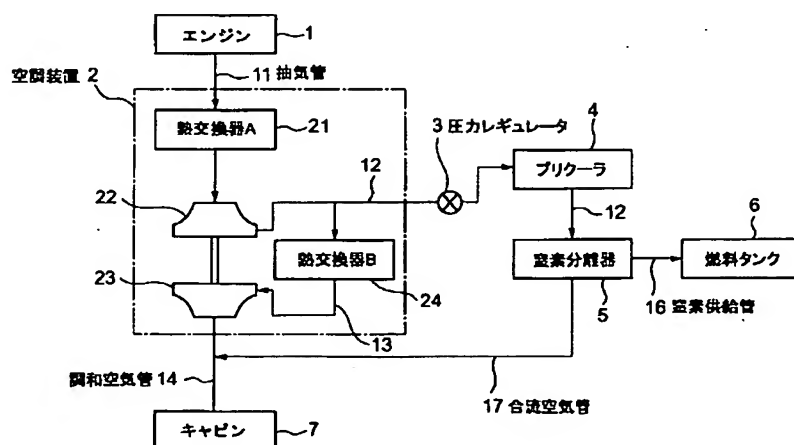 エンジン 1
空調装置 2
11 抽気管
熱交換器A 21
3 圧力レギュレータ
4
プリクーラ
12
22
12
6
熱交換器B
窒素分離器
燃料タンク
23
24
5
16 窒素供給管
13
調和空気管 14
17 合流空気管
キャビン 7